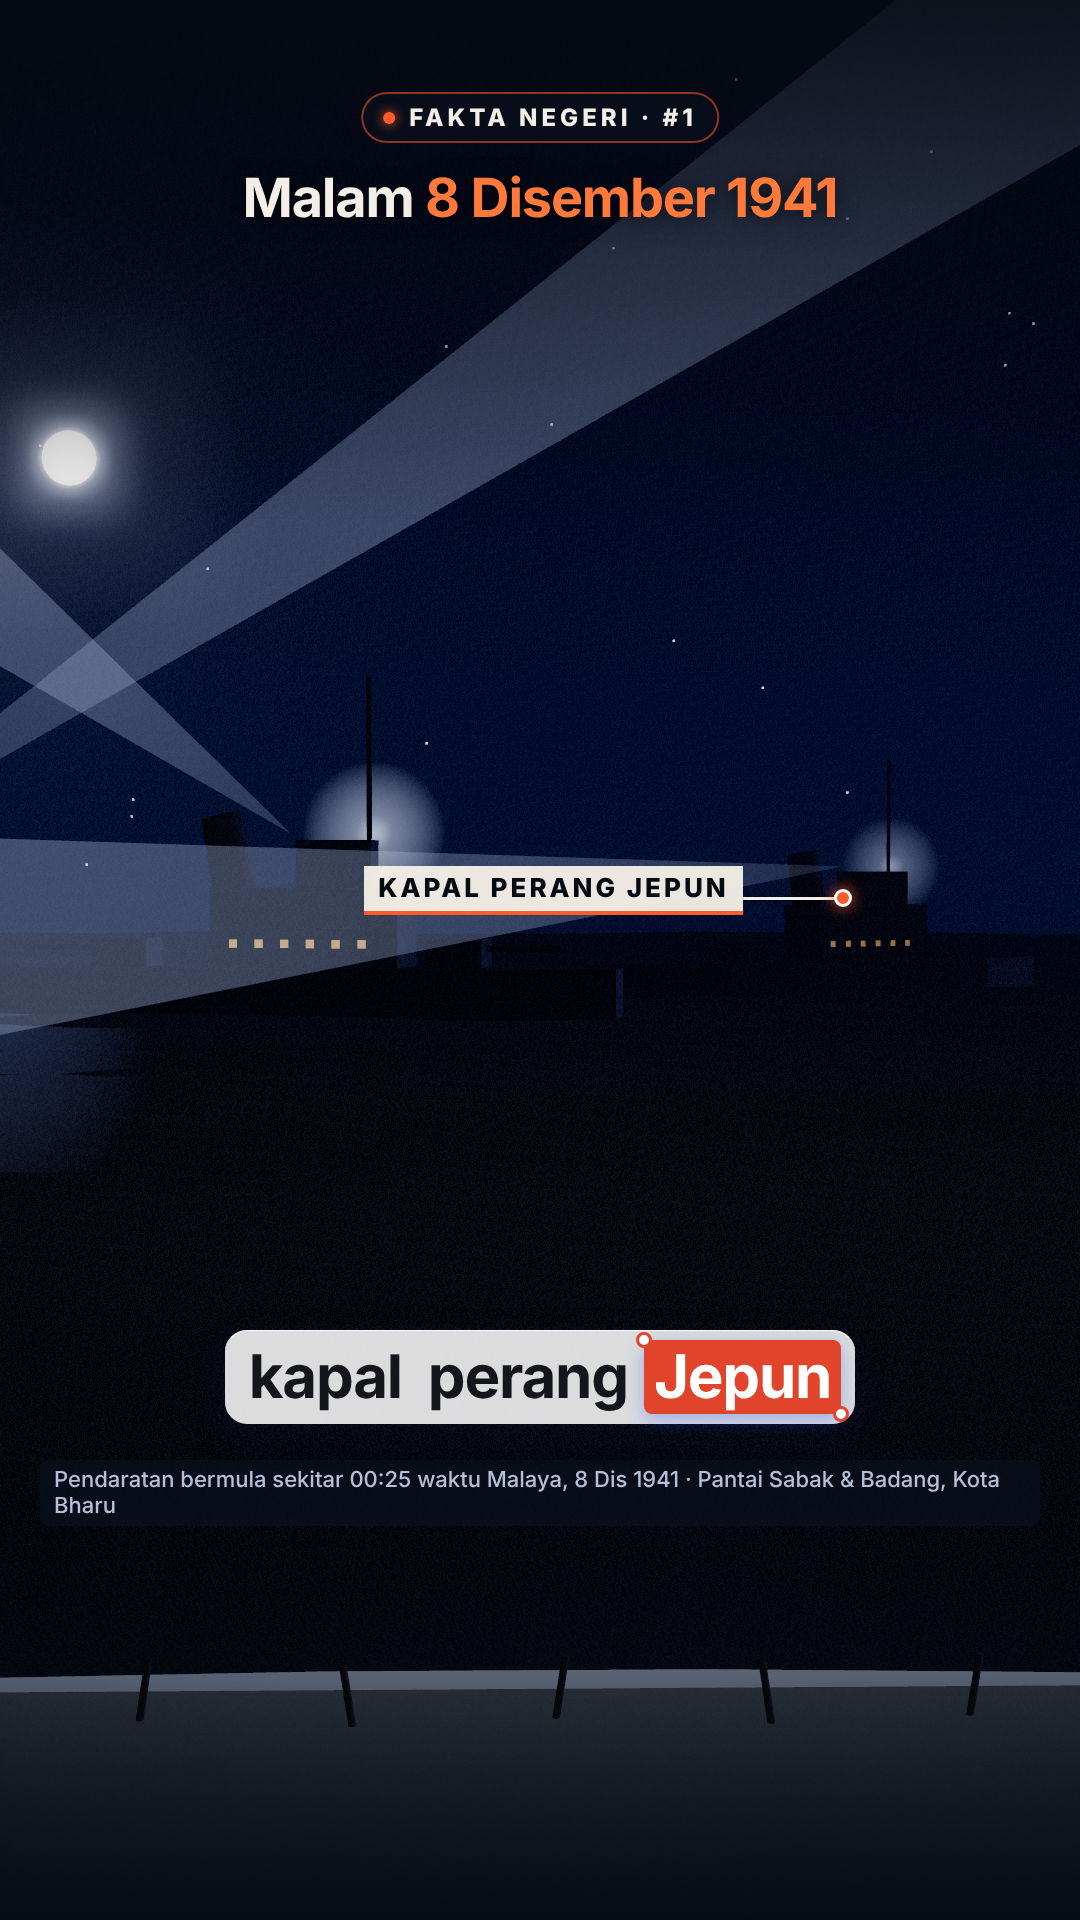 FAKTA NEGERI · #1
Malam 8 Disember 1941
KAPAL PERANG JEPUN
kapal perang Jepun
Pendaratan bermula sekitar 00:25 waktu Malaya, 8 Dis 1941 · Pantai Sabak & Badang, Kota
Bharu